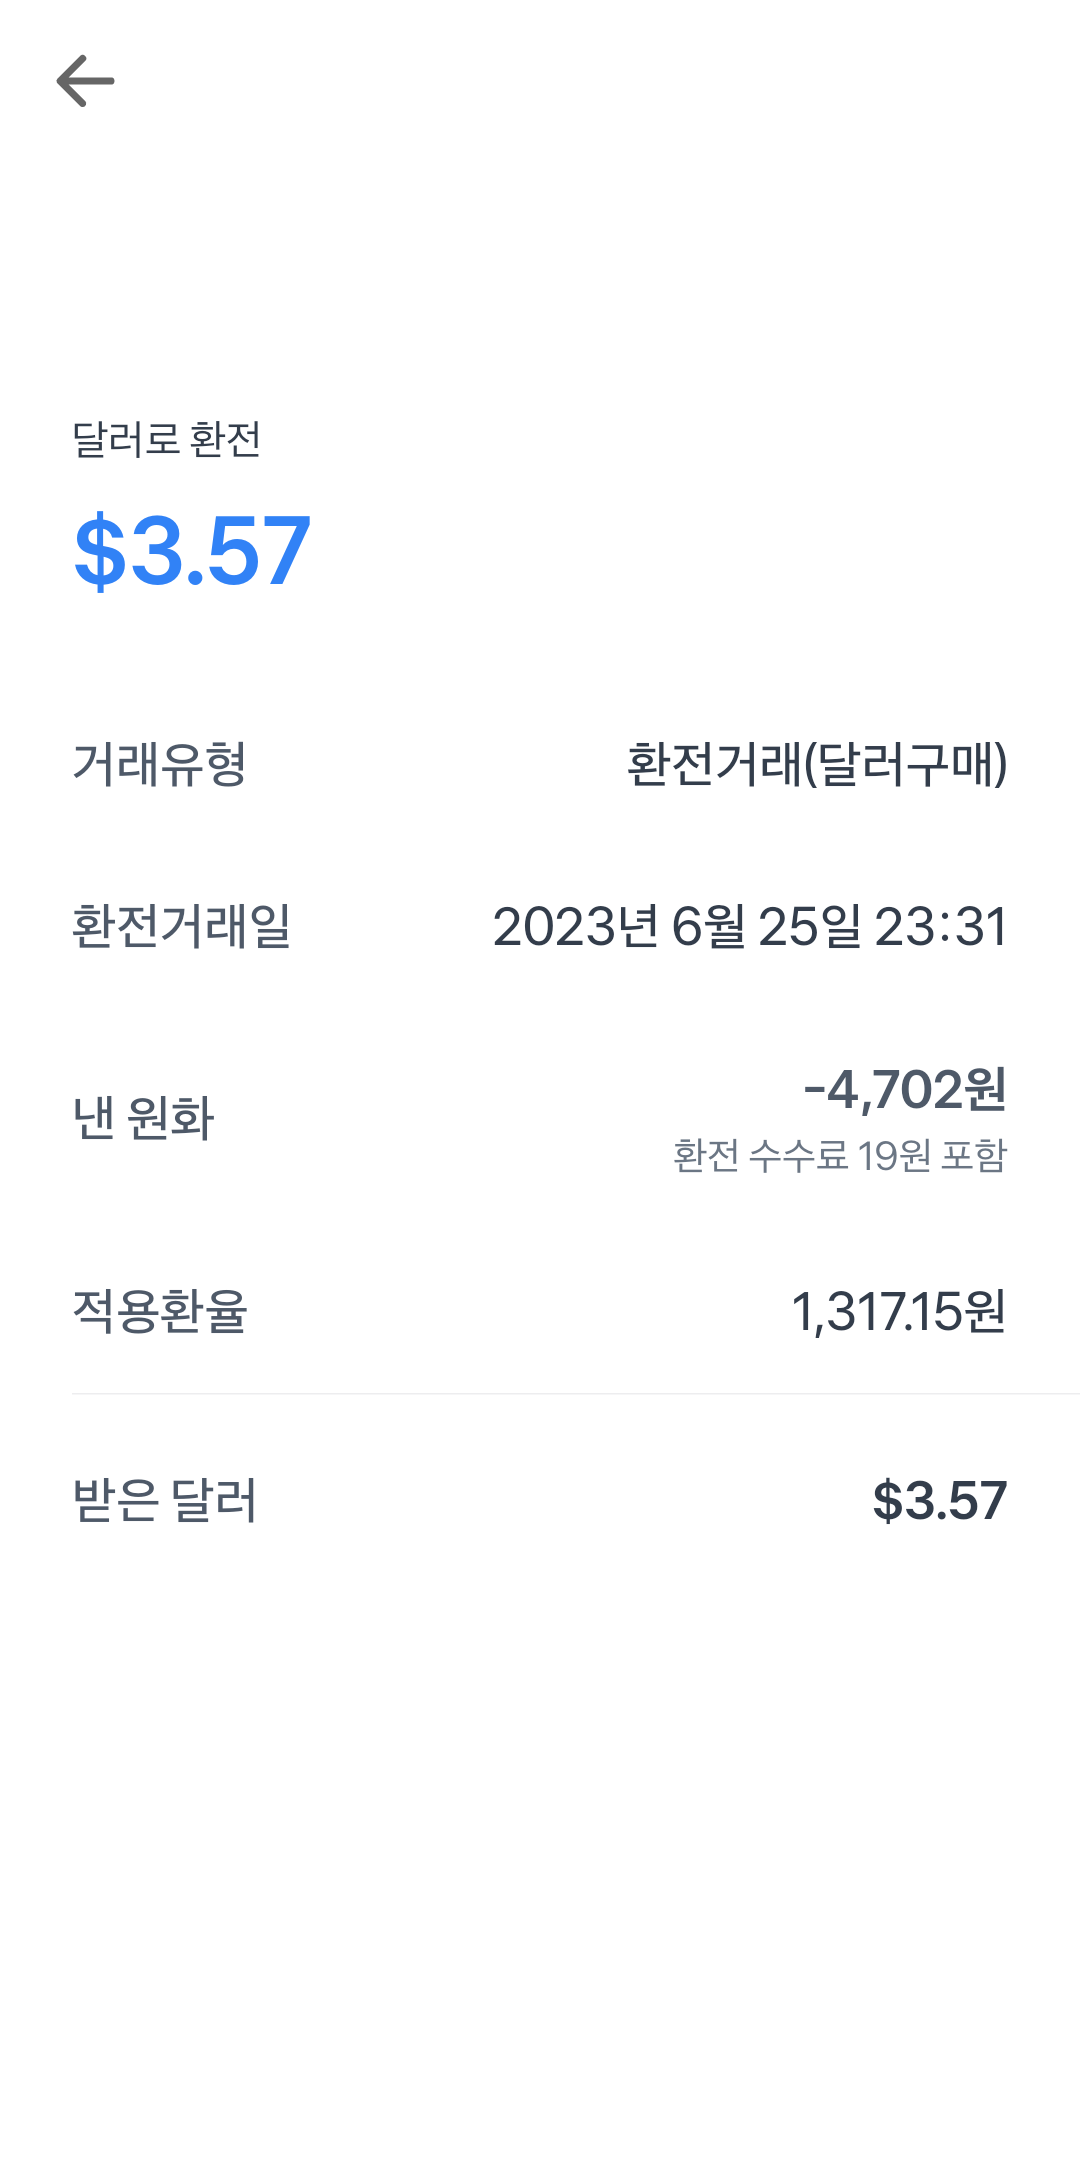 달러로 환전
$3.57
거래유형 환전거래(달러구매)
환전거래일 2023년 6월 25일 23:31
낸 원화 -4,702원
환전 수수료 19원 포함
적용환율 1,317.15원
받은 달러 $3.57